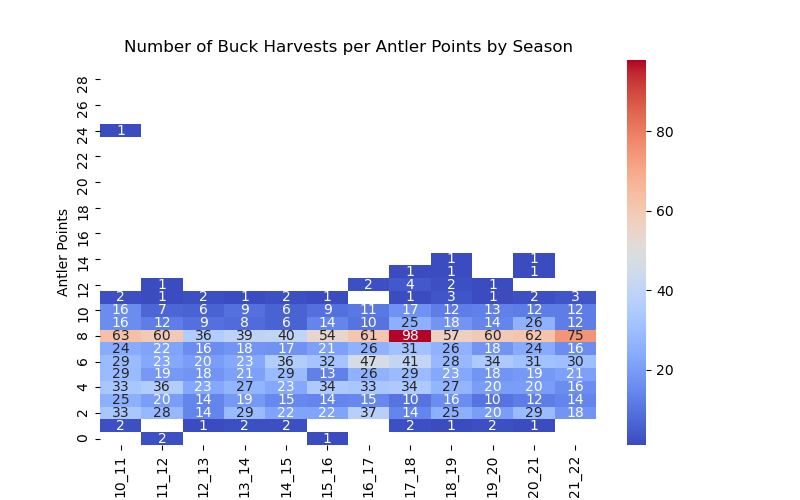 Number of Buck Harvests per Antler Points by Season
Antler Points
28
26
24 1
22
20
18
16
14 1 1
1 1 1
12 1 2 4 2 1
2 1 2 1 2 1 1 3 1 2 3
10 16 7 6 9 6 9 11 17 12 13 12 12
16 12 9 8 6 14 10 25 18 14 26 12
8 63 60 36 39 40 54 61 98 57 60 62 75
24 22 16 18 17 21 26 31 26 18 24 16
6 29 23 20 23 36 32 47 41 28 34 31 30
29 19 18 21 29 13 26 29 23 18 19 21
4 33 36 23 27 23 34 33 34 27 20 20 16
25 20 14 19 15 14 15 10 16 10 12 14
2 33 28 14 29 22 22 37 14 25 20 29 18
2 1 2 2 2 1 2 1
0 2 1
10_11 11_12 12_13 13_14 14_15 15_16 16_17 17_18 18_19 19_20 20_21 21_22
80
60
40
20